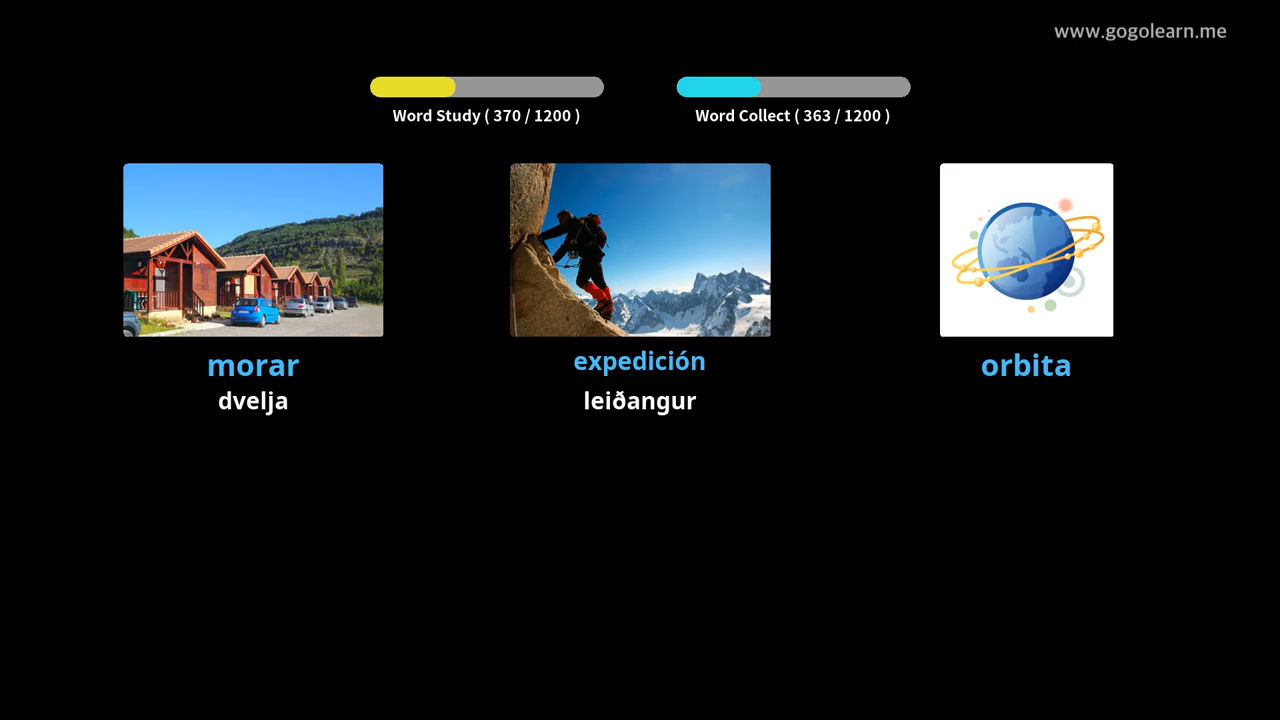 www.gogolearn.me
Word Study ( 370 / 1200 )
Word Collect ( 363 / 1200 )
morar
expedición
orbita
dvelja
leiðangur